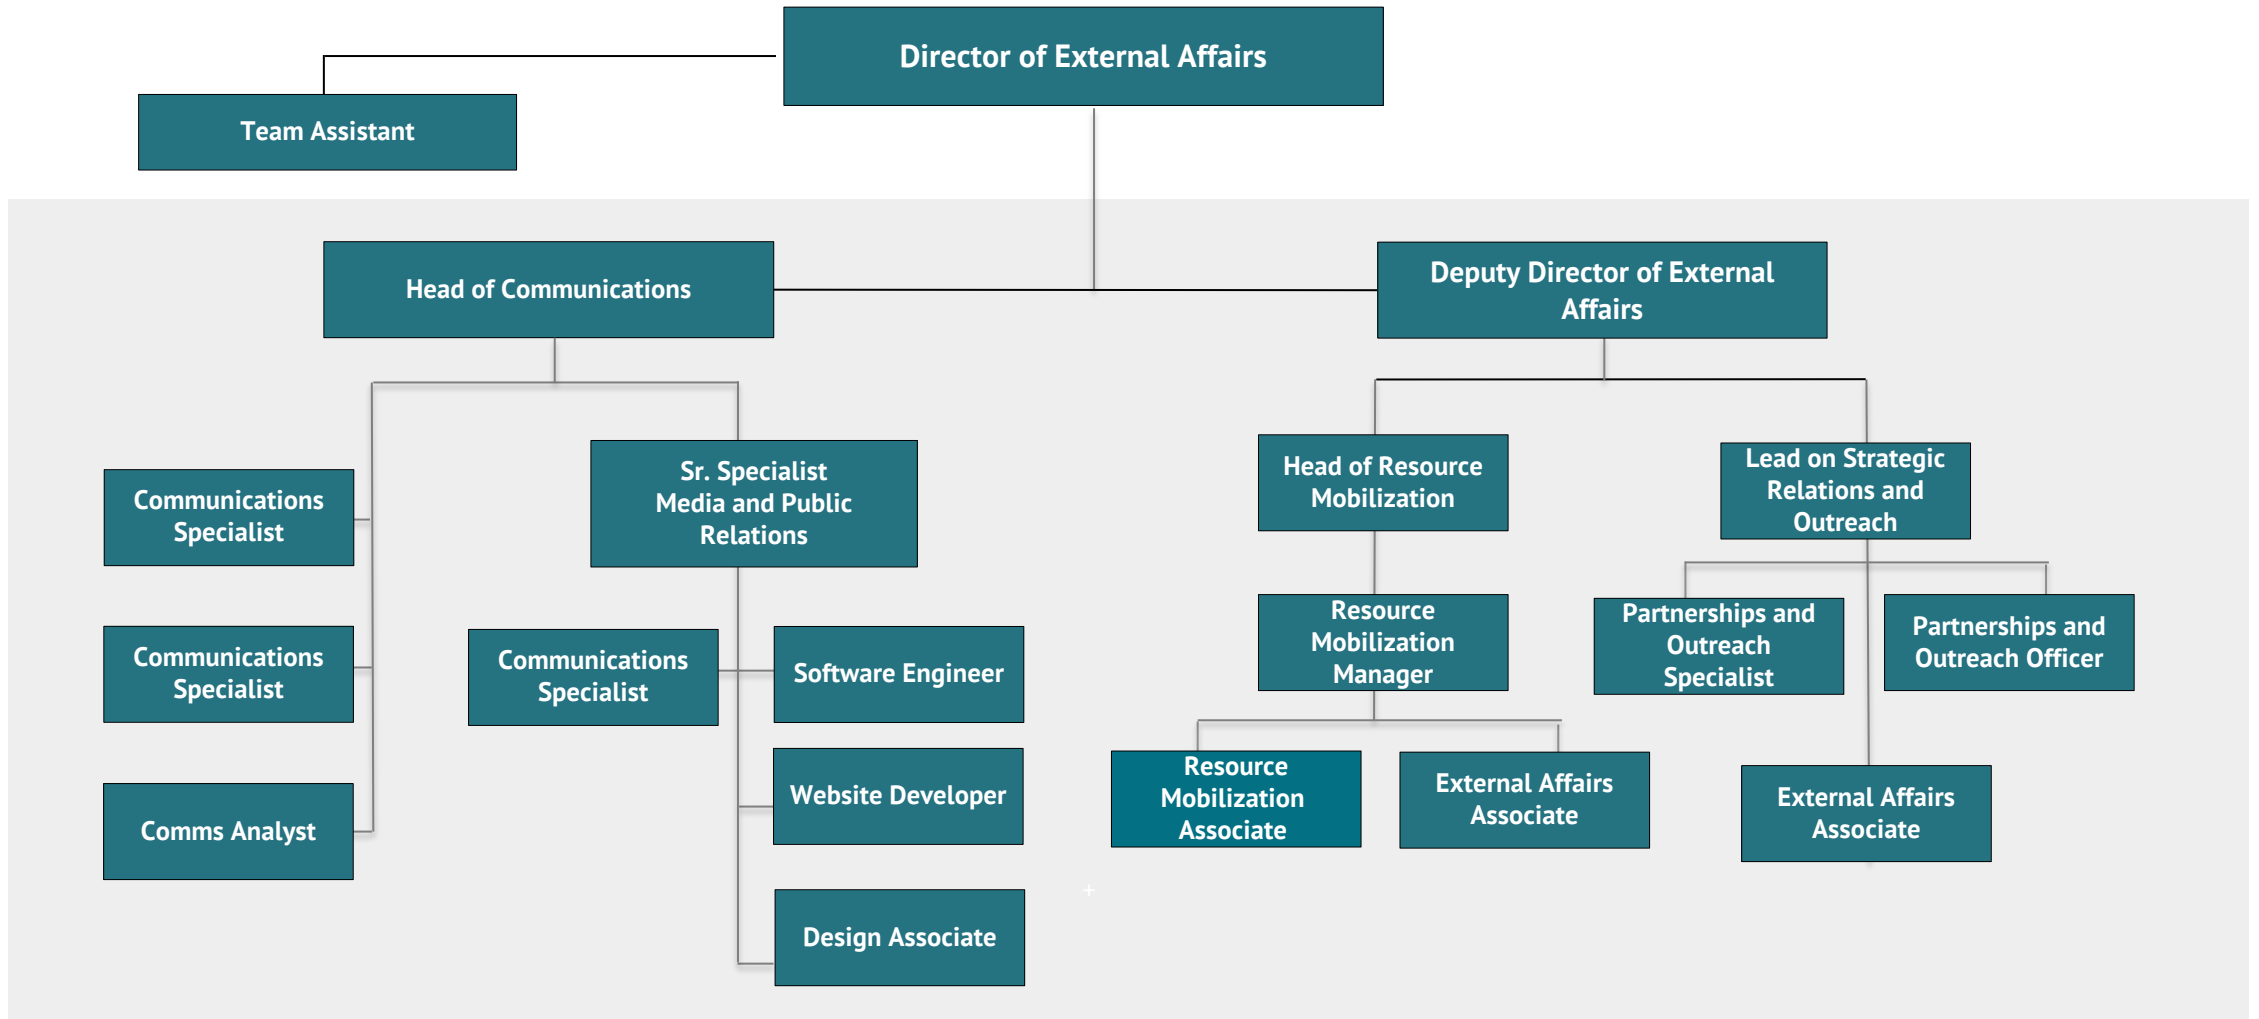 Director of External Affairs
Team Assistant
Head of Communications
Deputy Director of External
Affairs
Communications
Specialist
Sr. Specialist
Media and Public
Relations
Head of Resource
Mobilization
Lead on Strategic
Relations and
Outreach
Communications
Specialist
Communications
Specialist
Software Engineer
Resource
Mobilization
Manager
Partnerships and
Outreach
Specialist
Partnerships and
Outreach Officer
Comms Analyst
Website Developer
Resource
Mobilization
Associate
External Affairs
Associate
External Affairs
Associate
+
Design Associate